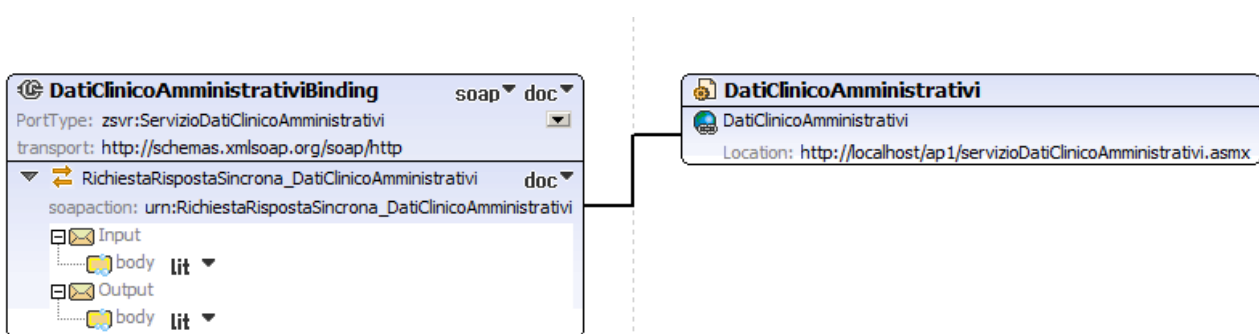 DatiClinicoAmministrativiBinding soap doc
PortType: zsvr:ServizioDatiClinicoAmministrativi
transport: http://schemas.xmlsoap.org/soap/http
RichiestaRispostaSincrona_DatiClinicoAmministrativi doc
soapaction: urn:RichiestaRispostaSincrona_DatiClinicoAmministrativi
Input
body lit
Output
body lit
DatiClinicoAmministrativi
DatiClinicoAmministrativi
Location: http://localhost/ap1/servizioDatiClinicoAmministrativi.asmx